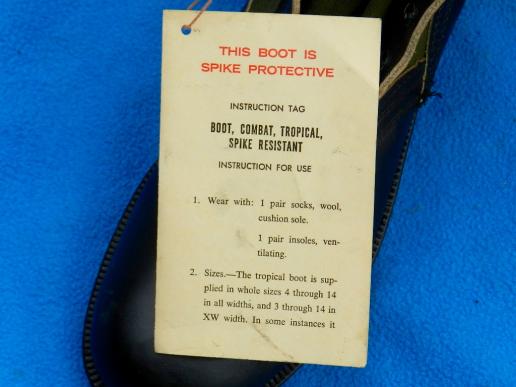 THIS BOOT IS
SPIKE PROTECTIVE
INSTRUCTION TAG
BOOT, COMBAT, TROPICAL,
SPIKE RESISTANT
INSTRUCTION FOR USE
1. Wear with: 1 pair socks, wool,
cushion sole.
1 pair insoles, ven-
tilating.
2. Sizes.—The tropical boot is sup-
plied in whole sizes 4 through 14
in all widths, and 3 through 14 in
XW width. In some instances it